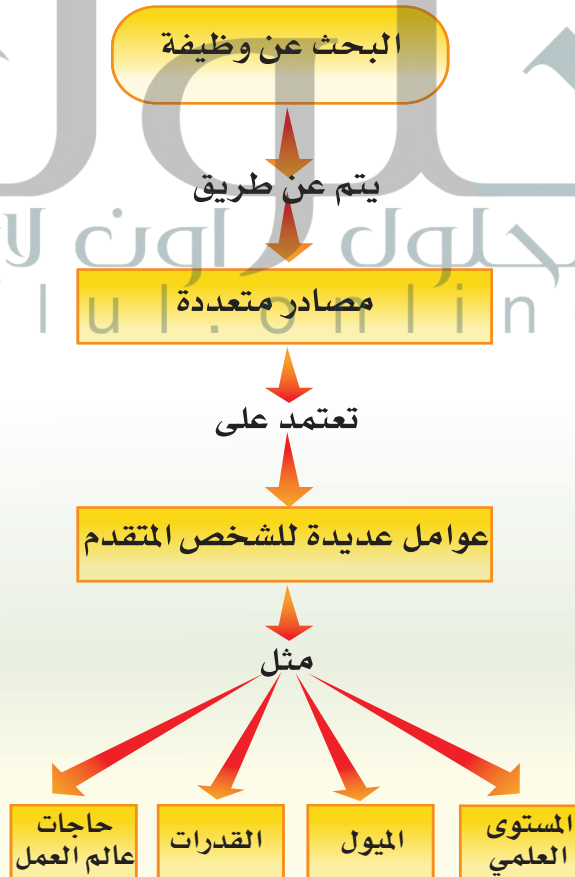 البحث عن وظيفة
يتم عن طريق
مصادر متعددة
تعتمد على
عوامل عديدة للشخص المتقدم
مثل
المستوى العلمي
الميول
القدرات
حاجات عالم العمل